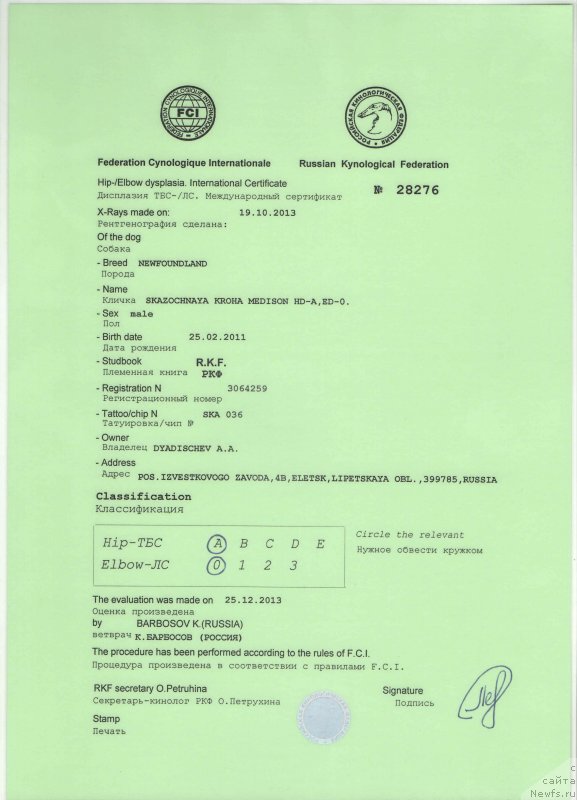 FEDERATION CYNOLOGIQUE INTERNATIONALE
FCI
РОССИЙСКАЯ КИНОЛОГИЧЕСКАЯ ФЕДЕРАЦИЯ
Federation Cynologique Internationale Russian Kynological Federation
Hip-/Elbow dysplasia. International Certificate
№ 28276
Дисплазия ТБС-/ЛС. Международный сертификат
X-Rays made on: 19.10.2013
Рентгенография сделана:
Of the dog
Собака
- Breed NEWFOUNDLAND
Порода
- Name
Кличка SKAZOCHNAYA KROHA MEDISON HD-A,ED-0.
- Sex male
Пол
- Birth date 25.02.2011
Дата рождения
- Studbook R.K.F.
Племенная книга РКФ
- Registration N 3064259
Регистрационный номер
- Tattoo/chip N SKA 036
Татуировка/чип №
- Owner
Владелец DYADISCHEV A.A.
- Address
Адрес POS.IZVESTKOVOGO ZAVODA,4B,ELETSK,LIPETSKAYA OBL.,399785,RUSSIA
Classification
Классификация
Hip-ТБС A B C D E
Circle the relevant
Elbow-ЛС 0 1 2 3
Нужное обвести кружком
The evaluation was made on 25.12.2013
Оценка произведена
by BARBOSOV K.(RUSSIA)
ветврач К.БАРБОСОВ (РОССИЯ)
The procedure has been performed according to the rules of F.C.I.
Процедура произведена в соответствии с правилами F.C.I.
RKF secretary O.Petruhina Signature
Секретарь-кинолог РКФ О.Петрухина Подпись
Stamp
Печать
с
сайта
Newfs.ru